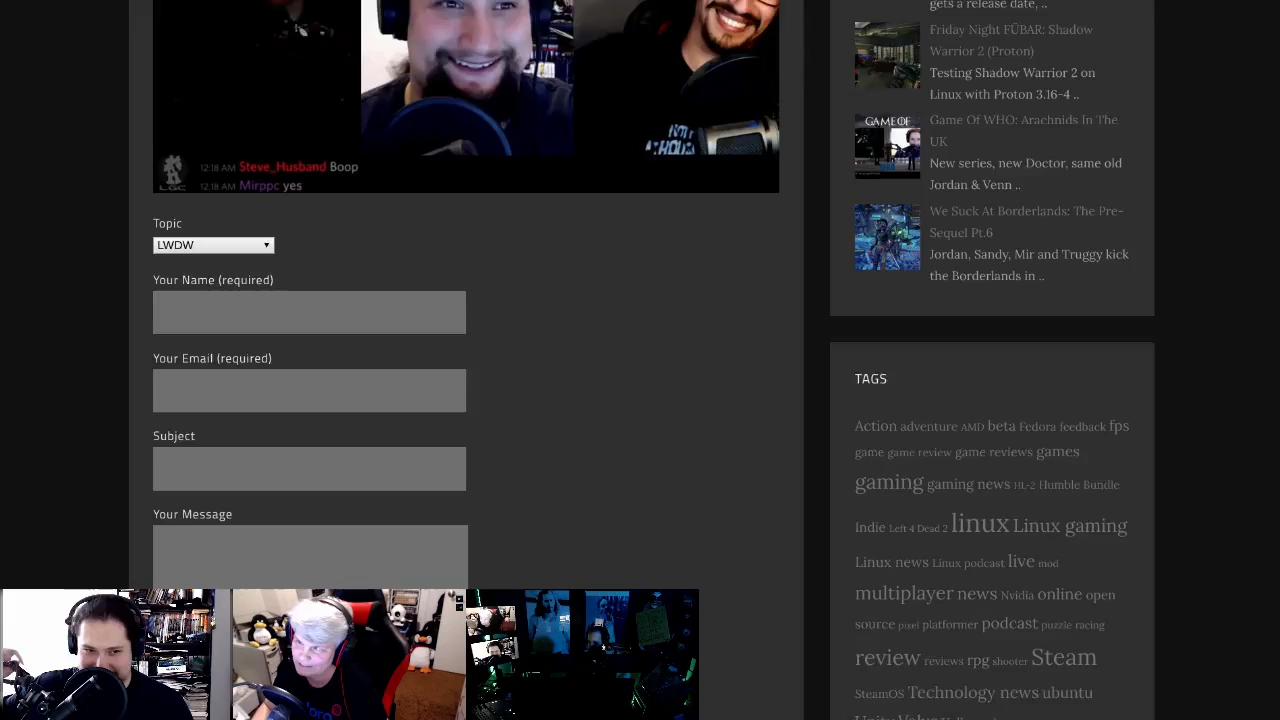 12:18 AM Steve_Husband Boop
LGC
12:18 AM Mirppc yes
Topic
LWDW
Your Name (required)
Your Email (required)
Subject
Your Message
gets a release date, ..
Friday Night FŪBAR: Shadow
Warrior 2 (Proton)
Testing Shadow Warrior 2 on
Linux with Proton 3.16-4 ..
GAME OF
Game Of WHO: Arachnids In The
UK
New series, new Doctor, same old
Jordan & Venn ..
We Suck At Borderlands: The Pre-
Sequel Pt.6
Jordan, Sandy, Mir and Truggy kick
the Borderlands in ..
TAGS
Action adventure AMD beta Fedora feedback fps
game game review game reviews games
gaming gaming news HL-2 Humble Bundle
Indie Left 4 Dead 2 linux Linux gaming
Linux news Linux podcast live mod
multiplayer news Nvidia online open
source pixel platformer podcast puzzle racing
review reviews rpg shooter Steam
SteamOS Technology news ubuntu
Unity Valve